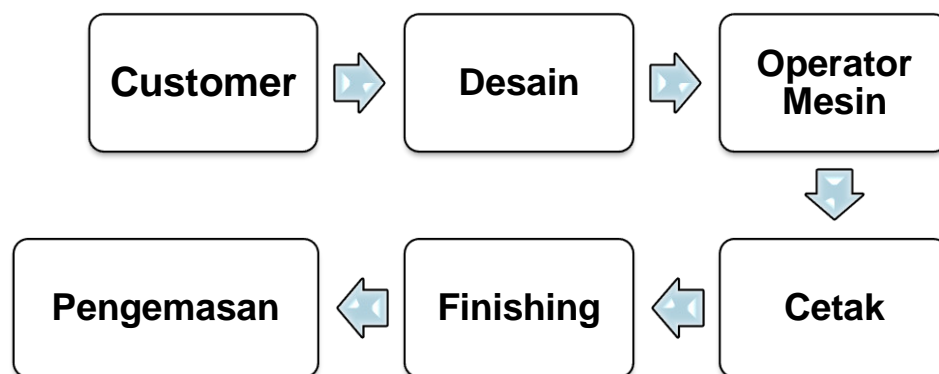 Customer
Desain
Operator
Mesin
Cetak
Finishing
Pengemasan